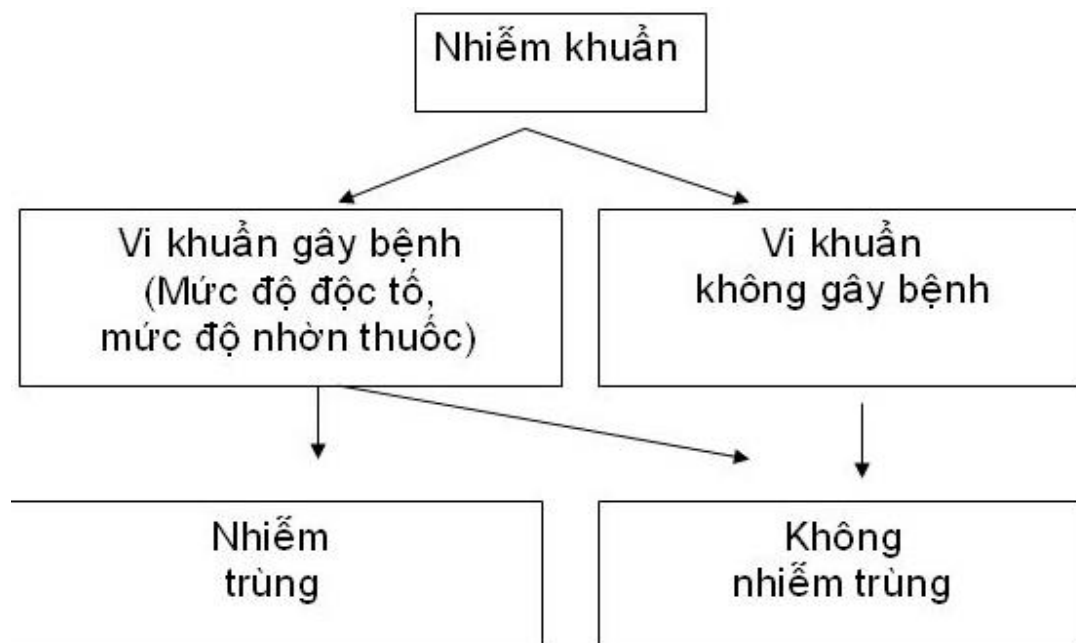 Nhiễm khuẩn
Vi khuẩn gây bệnh
(Mức độ độc tố,
mức độ nhờn thuốc)
Vi khuẩn
không gây bệnh
Nhiễm
trùng
Không
nhiễm trùng